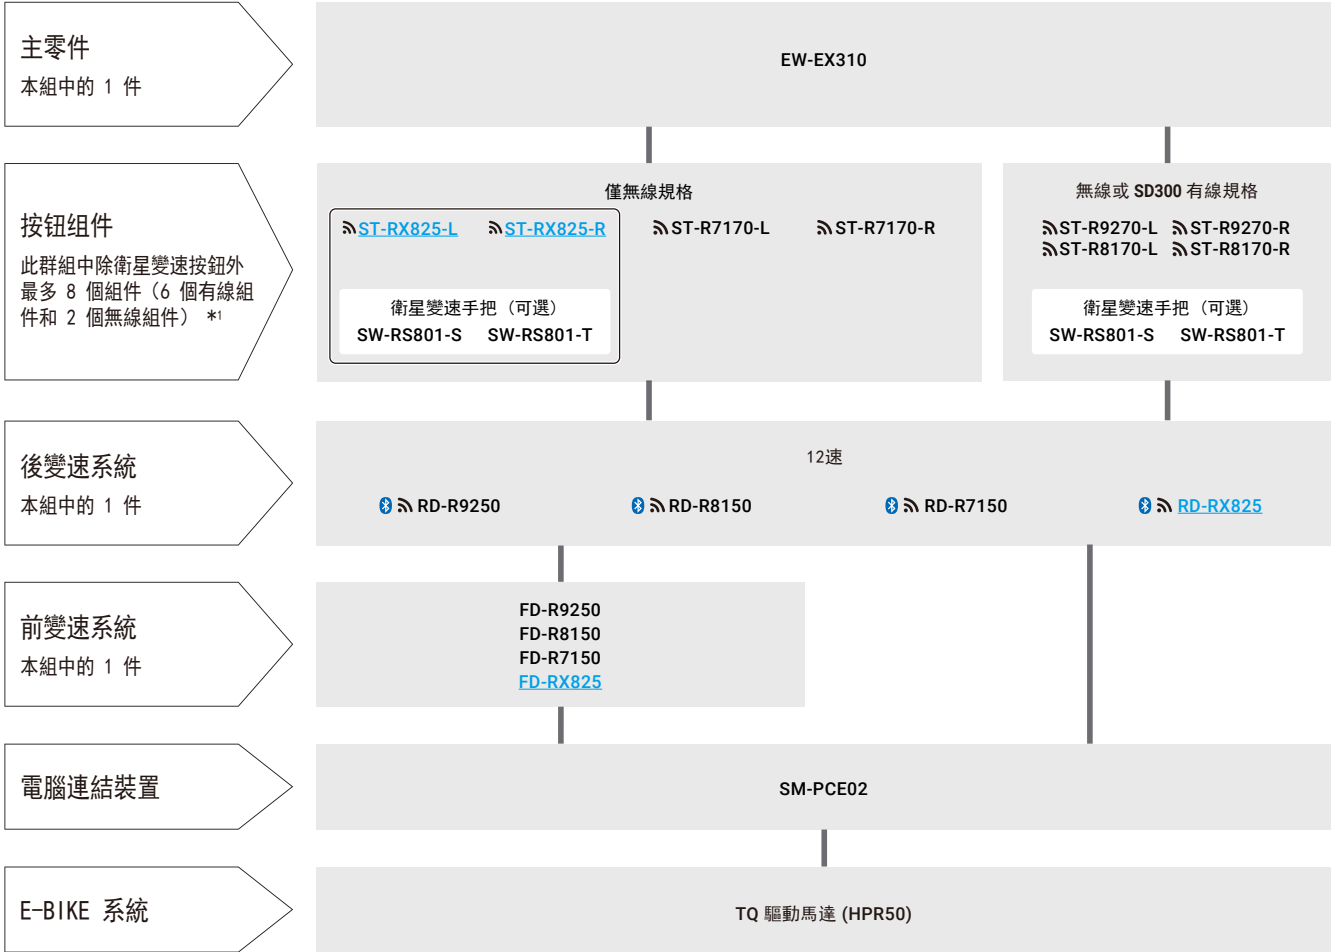 主零件
本組中的 1 件
EW-EX310
按钮组件
此群組中除衛星變速按鈕外
最多 8 個組件（6 個有線組
件和 2 個無線組件） *1
僅無線規格
ST-RX825-L ST-RX825-R ST-R7170-L ST-R7170-R
衛星變速手把（可選）
SW-RS801-S SW-RS801-T
無線或 SD300 有線規格
ST-R9270-L ST-R9270-R
ST-R8170-L ST-R8170-R
衛星變速手把（可選）
SW-RS801-S SW-RS801-T
後變速系統
本組中的 1 件
12速
RD-R9250 RD-R8150 RD-R7150 RD-RX825
前變速系統
本組中的 1 件
FD-R9250
FD-R8150
FD-R7150
FD-RX825
電腦連結裝置
SM-PCE02
E-BIKE 系統
TQ 驅動馬達 (HPR50)